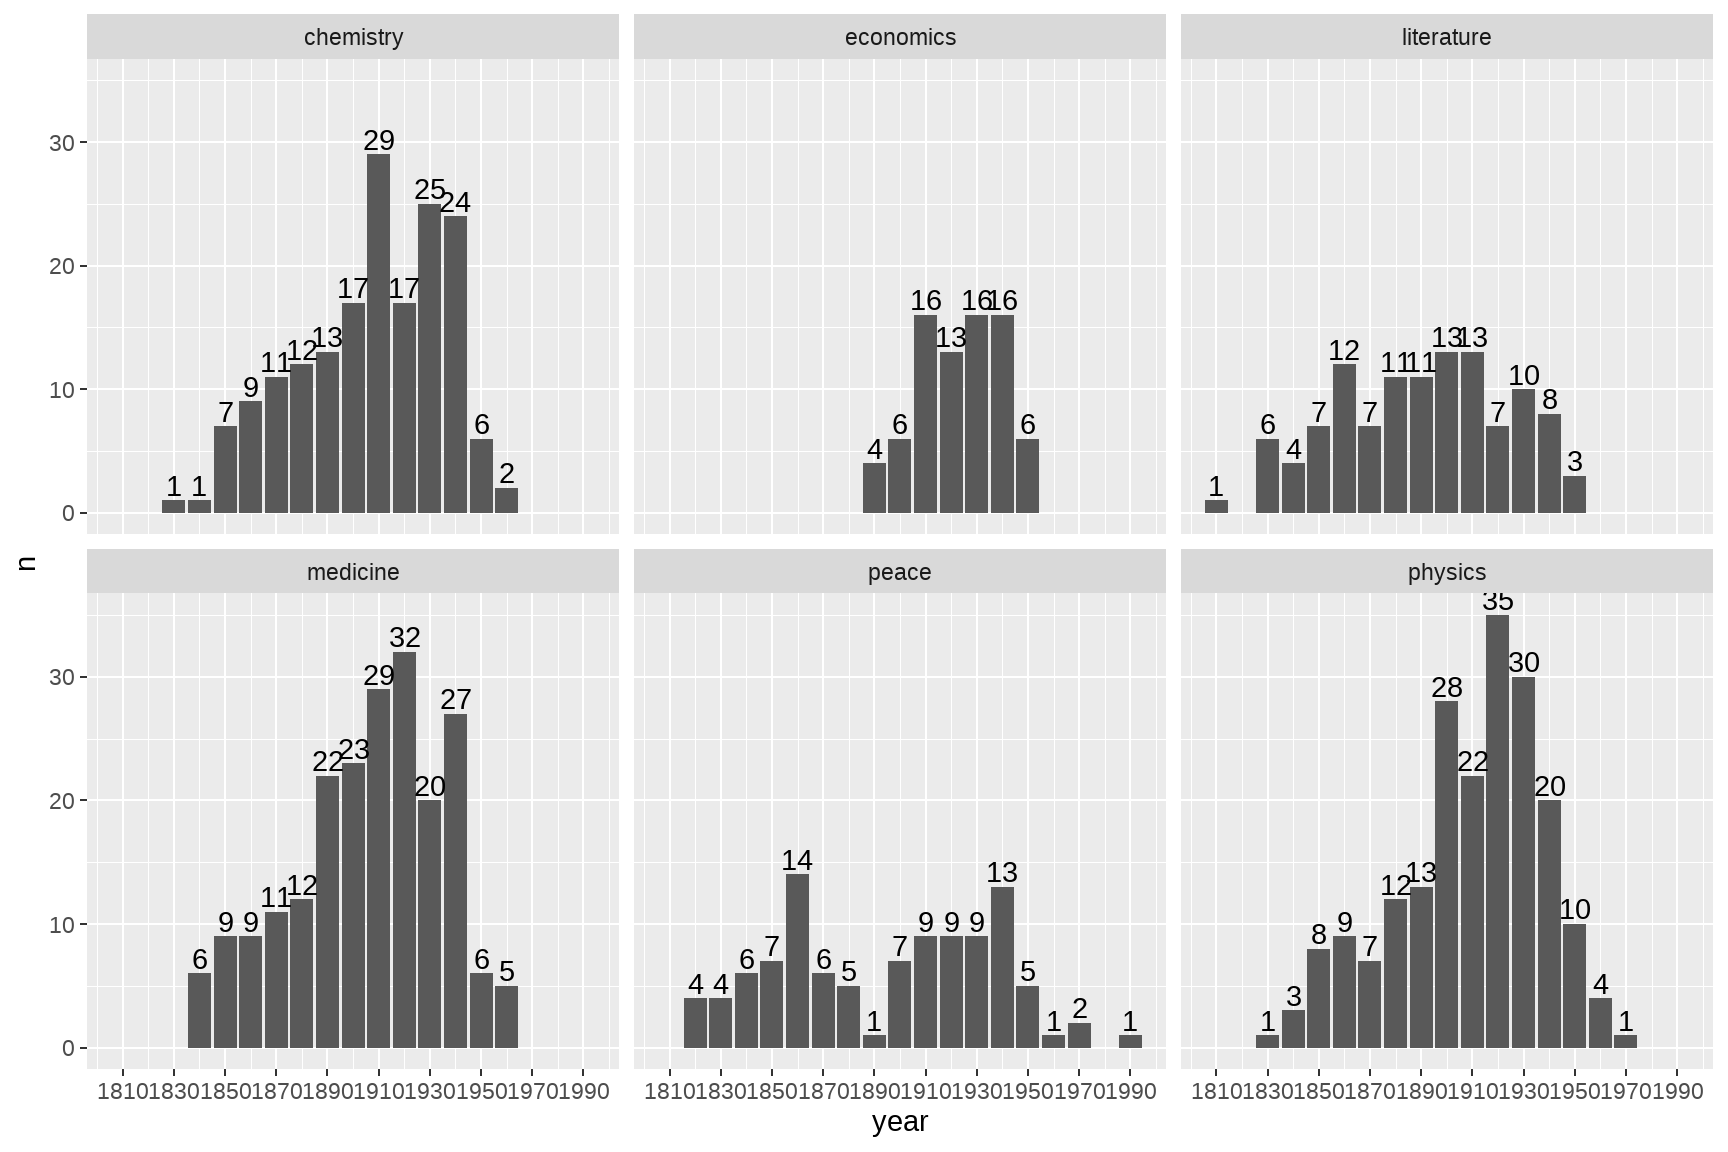 chemistry
economics
literature
30
20
10
0
1 1 7 9 11 12 13 17 29 17 25 24 6 2
4 6 16 13 16 16 6
1 6 4 7 12 7 11 11 13 13 7 10 8 3
n
medicine
peace
physics
30
20
10
0
6 9 9 11 12 22 23 29 32 20 27 6 5
4 4 6 7 14 6 5 1 7 9 9 9 13 5 1 2 1
1 3 8 9 7 12 13 28 22 35 30 20 10 4 1
1810 1830 1850 1870 1890 1910 1930 1950 1970 1990
1810 1830 1850 1870 1890 1910 1930 1950 1970 1990
1810 1830 1850 1870 1890 1910 1930 1950 1970 1990
year